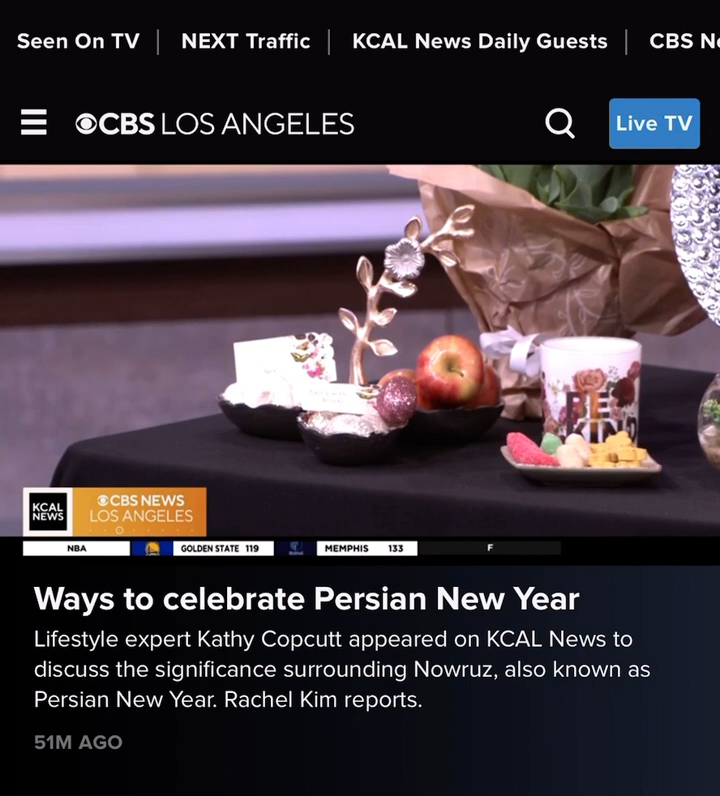 Seen On TV
NEXT Traffic
KCAL News Daily Guests
CBS Ne
CBS LOS ANGELES
Live TV
KCAL NEWS
CBS NEWS
LOS ANGELES
NBA GOLDEN STATE 119 MEMPHIS 133 F
Ways to celebrate Persian New Year
Lifestyle expert Kathy Copcutt appeared on KCAL News to
discuss the significance surrounding Nowruz, also known as
Persian New Year. Rachel Kim reports.
51M AGO